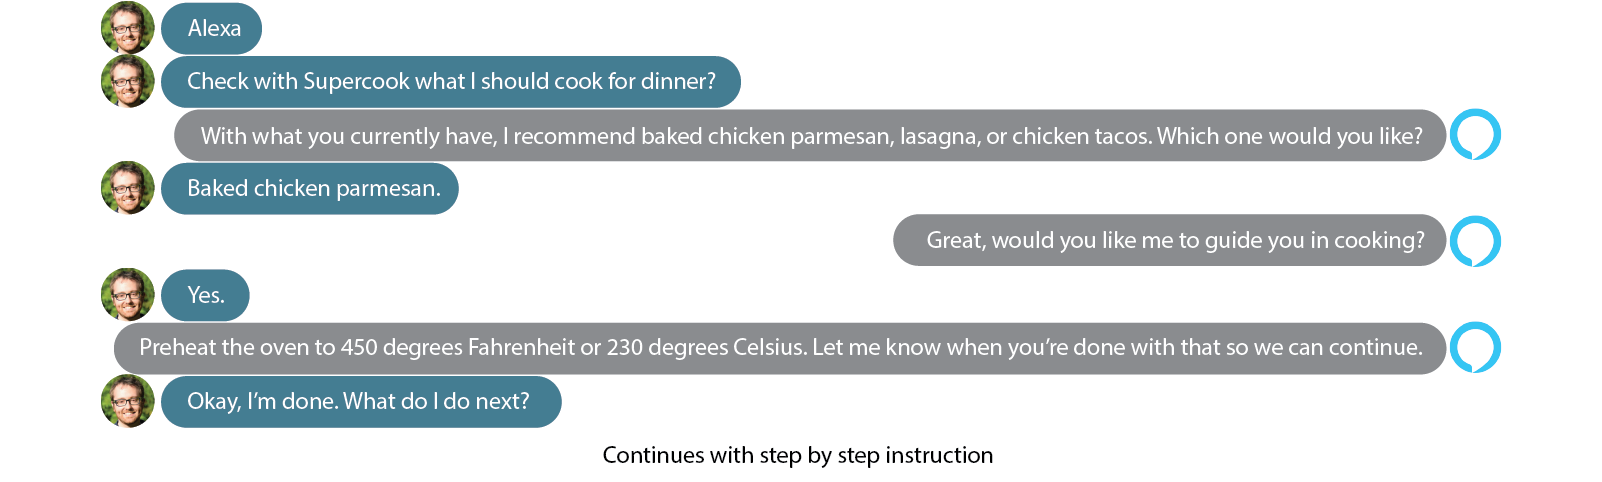 Alexa
Check with Supercook what I should cook for dinner?
With what you currently have, I recommend baked chicken parmesan, lasagna, or chicken tacos. Which one would you like?
Baked chicken parmesan.
Great, would you like me to guide you in cooking?
Yes.
Preheat the oven to 450 degrees Fahrenheit or 230 degrees Celsius. Let me know when you’re done with that so we can continue.
Okay, I’m done. What do I do next?
Continues with step by step instruction